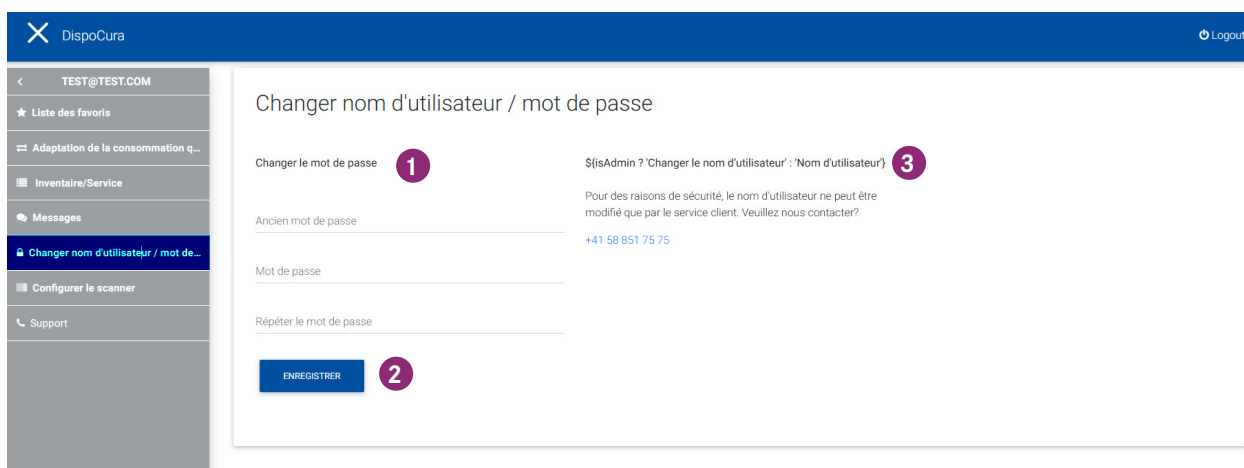 DispoCura
Logout
TEST@TEST.COM
Liste des favoris
Adaptation de la consommation q...
Inventaire/Service
Messages
Changer nom d'utilisateur / mot de...
Configurer le scanner
Support
Changer nom d'utilisateur / mot de passe
Changer le mot de passe
1
Ancien mot de passe
Mot de passe
Répéter le mot de passe
ENREGISTRER
2
${isAdmin ? 'Changer le nom d'utilisateur' : 'Nom d'utilisateur'}
3
Pour des raisons de sécurité, le nom d'utilisateur ne peut être
modifié que par le service client. Veuillez nous contacter?
+41 58 851 75 75